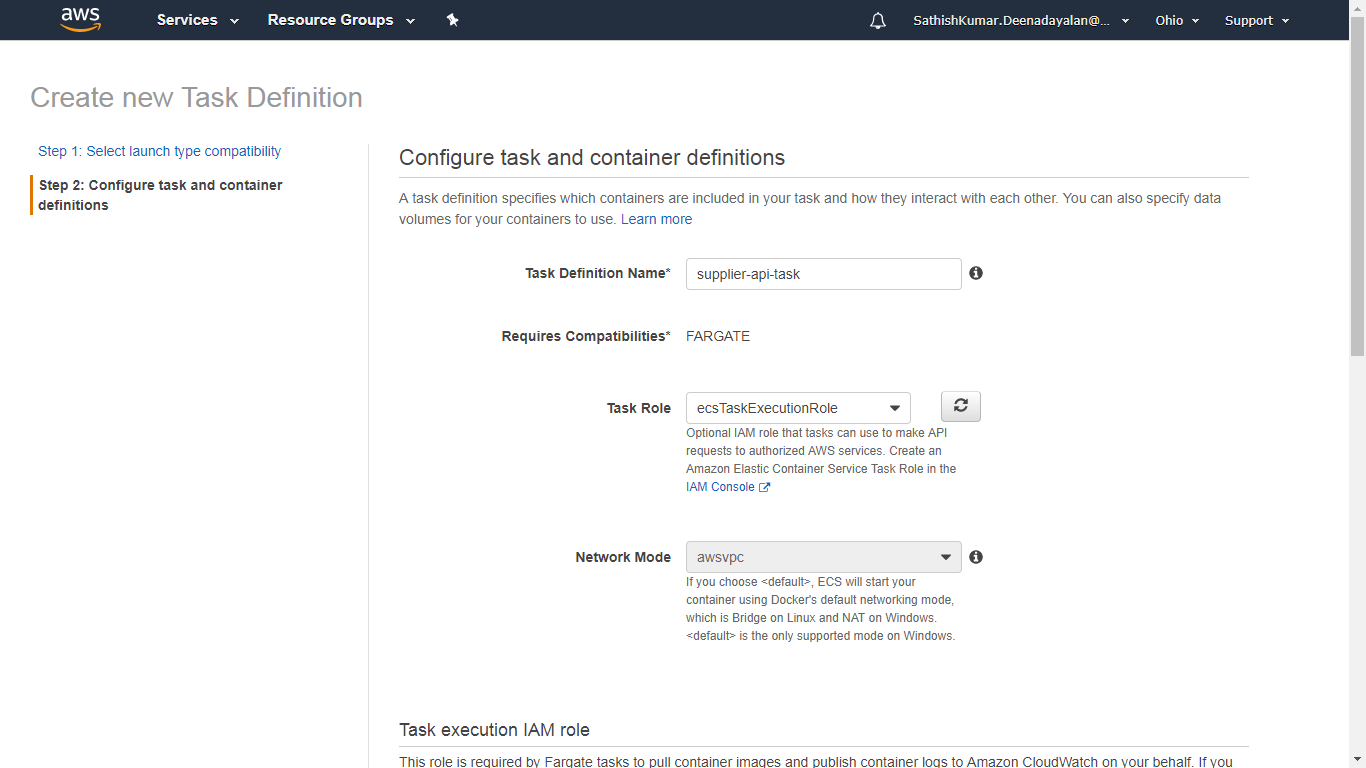 aws Services Resource Groups SathishKumar.Deenadayalan@... Ohio Support
Create new Task Definition
Step 1: Select launch type compatibility
Step 2: Configure task and container
definitions
Configure task and container definitions
A task definition specifies which containers are included in your task and how they interact with each other. You can also specify data
volumes for your containers to use. Learn more
Task Definition Name* supplier-api-task
Requires Compatibilities* FARGATE
Task Role ecsTaskExecutionRole
Optional IAM role that tasks can use to make API
requests to authorized AWS services. Create an
Amazon Elastic Container Service Task Role in the
IAM Console
Network Mode awsvpc
If you choose <default>, ECS will start your
container using Docker's default networking mode,
which is Bridge on Linux and NAT on Windows.
<default> is the only supported mode on Windows.
Task execution IAM role
This role is required by Fargate tasks to pull container images and publish container logs to Amazon CloudWatch on your behalf. If you